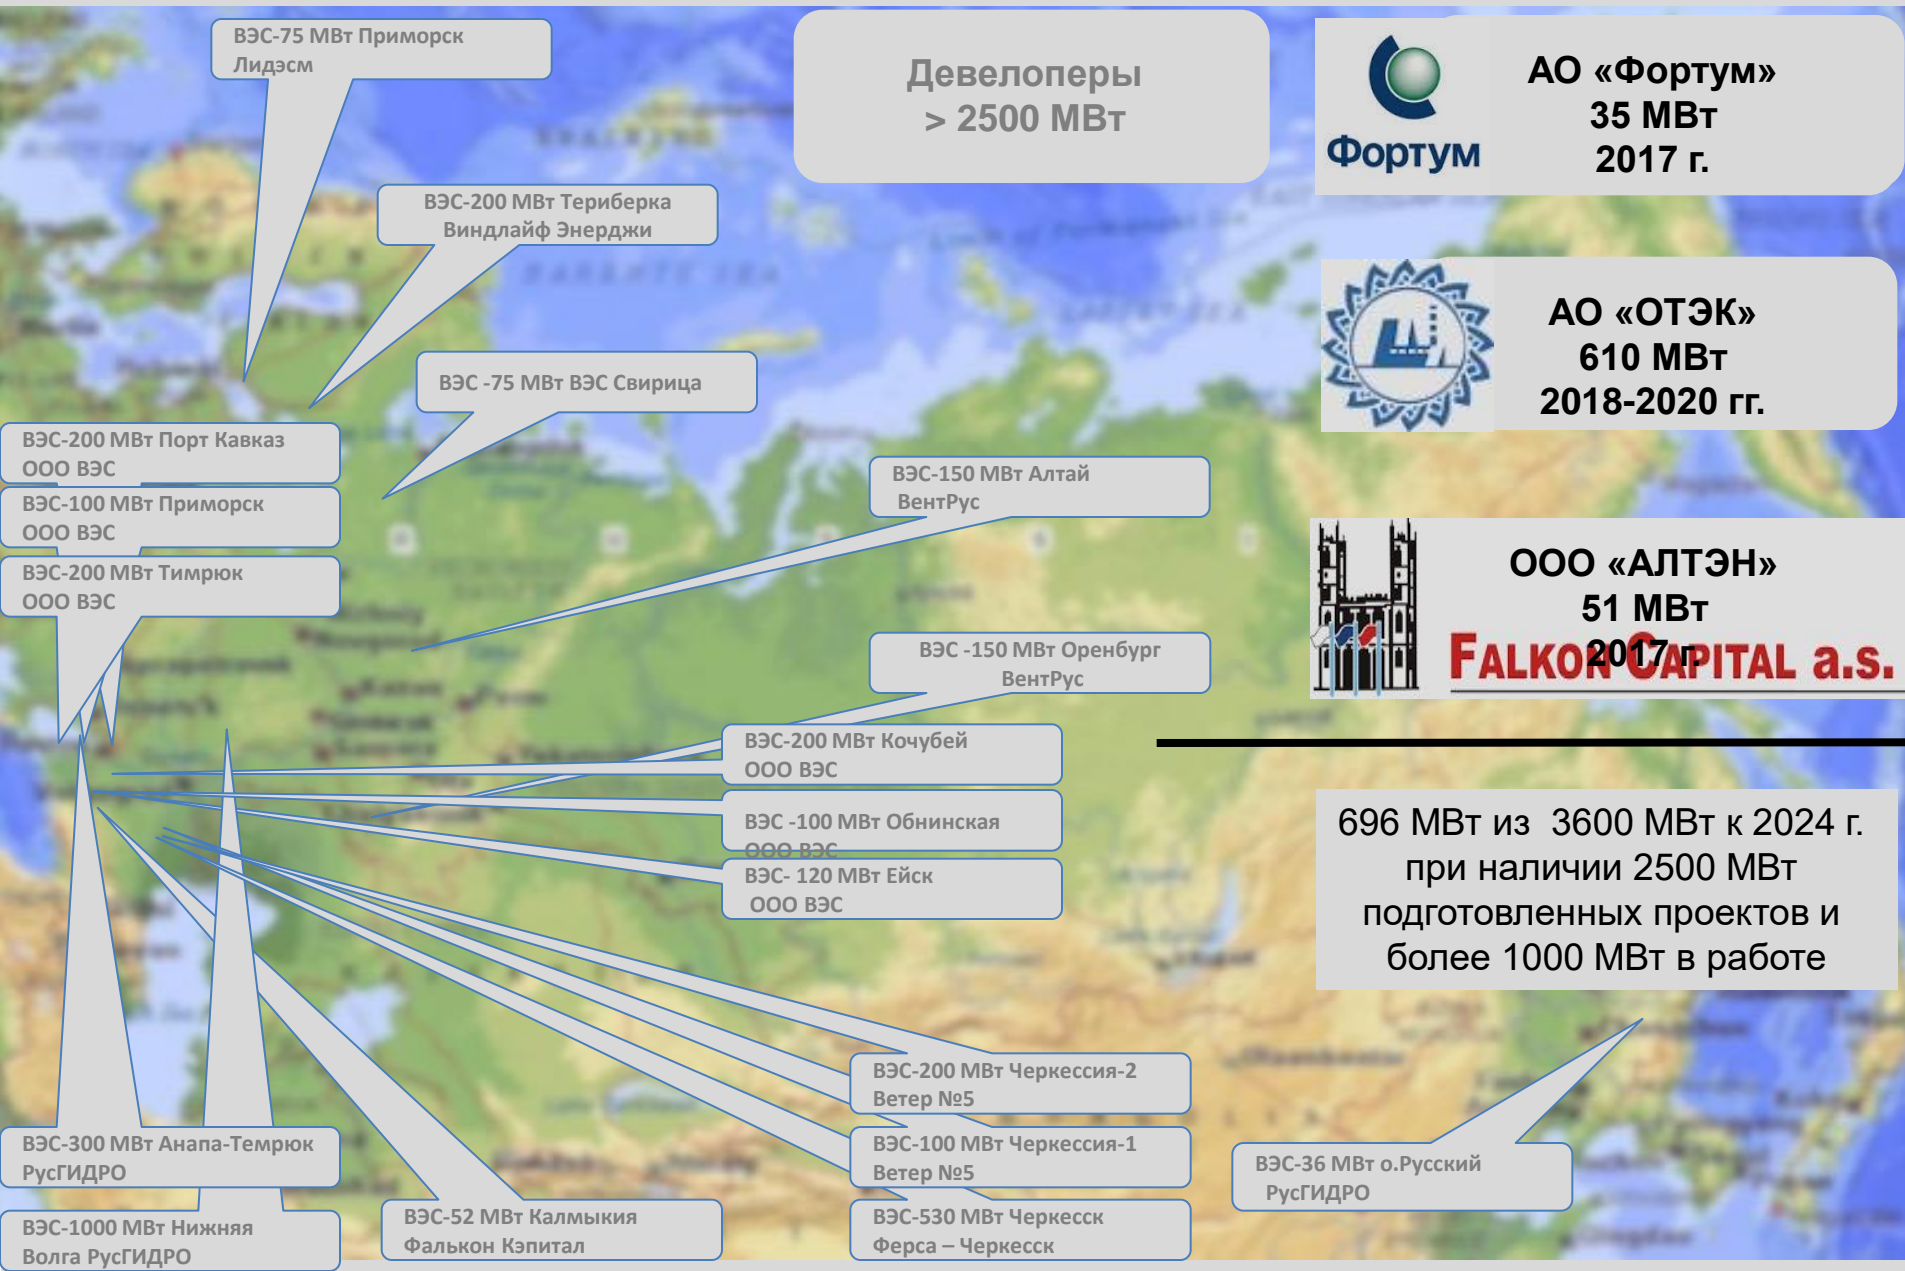 ВЭС-75 МВт Приморск
Лидэсм
Девелоперы
> 2500 МВт
Фортум
АО «Фортум»
35 МВт
2017 г.
ВЭС-200 МВт Териберка
Виндлайф Энерджи
АО «ОТЭК»
610 МВт
2018-2020 гг.
ВЭС -75 МВт ВЭС Свирица
ВЭС-200 МВт Порт Кавказ
ООО ВЭС
ВЭС-100 МВт Приморск
ООО ВЭС
ВЭС-200 МВт Тимрюк
ООО ВЭС
ВЭС-150 МВт Алтай
ВентРус
ООО «АЛТЭН»
51 МВт
2017 г.
FALKON CAPITAL a.s.
ВЭС -150 МВт Оренбург
ВентРус
ВЭС-200 МВт Кочубей
ООО ВЭС
ВЭС -100 МВт Обнинская
ООО ВЭС
ВЭС- 120 МВт Ейск
ООО ВЭС
696 МВт из 3600 МВт к 2024 г.
при наличии 2500 МВт
подготовленных проектов и
более 1000 МВт в работе
ВЭС-200 МВт Черкессия-2
Ветер №5
ВЭС-100 МВт Черкессия-1
Ветер №5
ВЭС-530 МВт Черкесск
Ферса – Черкесск
ВЭС-300 МВт Анапа-Темрюк
РусГИДРО
ВЭС-1000 МВт Нижняя
Волга РусГИДРО
ВЭС-52 МВт Калмыкия
Фалькон Кэпитал
ВЭС-36 МВт о.Русский
РусГИДРО